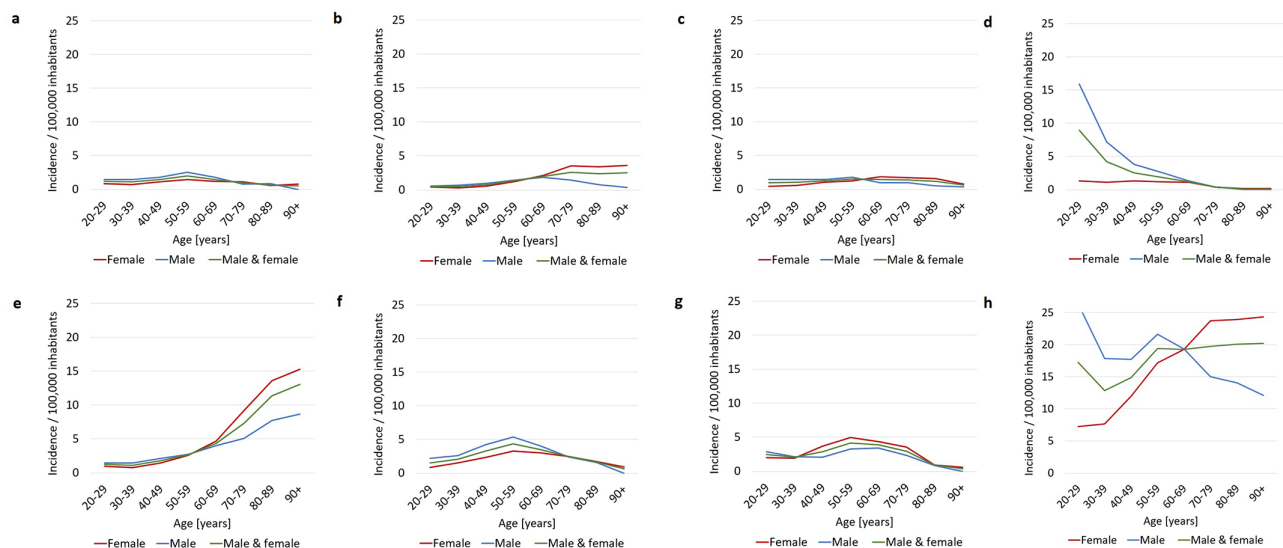 a
25
20
15
10
5
0
Incidence / 100,000 inhabitants
20-29 30-39 40-49 50-59 60-69 70-79 80-89 90+
Age [years]
Female Male Male & female
b
25
20
15
10
5
0
Incidence / 100,000 inhabitants
20-29 30-39 40-49 50-59 60-69 70-79 80-89 90+
Age [years]
Female Male Male & female
c
25
20
15
10
5
0
Incidence / 100,000 inhabitants
20-29 30-39 40-49 50-59 60-69 70-79 80-89 90+
Age [years]
Female Male Male & female
d
25
20
15
10
5
0
Incidence / 100,000 inhabitants
20-29 30-39 40-49 50-59 60-69 70-79 80-89 90+
Age [years]
Female Male Male & female
e
25
20
15
10
5
0
Incidence / 100,000 inhabitants
20-29 30-39 40-49 50-59 60-69 70-79 80-89 90+
Age [years]
Female Male Male & female
f
25
20
15
10
5
0
Incidence / 100,000 inhabitants
20-29 30-39 40-49 50-59 60-69 70-79 80-89 90+
Age [years]
Female Male Male & female
g
25
20
15
10
5
0
Incidence / 100,000 inhabitants
20-29 30-39 40-49 50-59 60-69 70-79 80-89 90+
Age [years]
Female Male Male & female
h
25
20
15
10
5
0
Incidence / 100,000 inhabitants
20-29 30-39 40-49 50-59 60-69 70-79 80-89 90+
Age [years]
Female Male Male & female